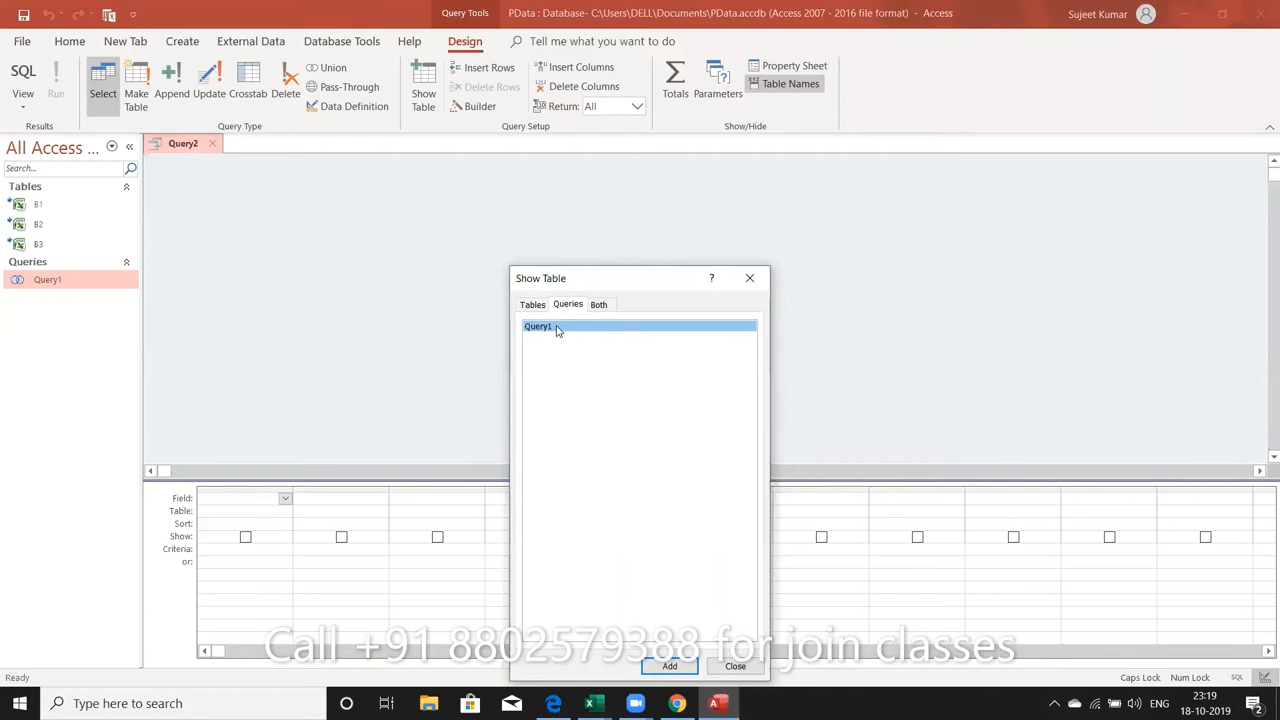 Query Tools
PData : Database- C:\Users\DELL\Documents\PData.accdb (Access 2007 - 2016 file format) - Access
Sujeet Kumar
File Home New Tab Create External Data Database Tools Help Design Tell me what you want to do
SQL View
Run
Select
Make Table
Append
Update
Crosstab
Delete
Union
Pass-Through
Data Definition
Show Table
Insert Rows
Delete Rows
Builder
Insert Columns
Delete Columns
Return: All
Totals
Parameters
Property Sheet
Table Names
Results
Query Type
Query Setup
Show/Hide
All Access ...
Search...
Tables
B1
B2
B3
Queries
Query1
Query2
Show Table
?
Tables Queries Both
Query1
Field:
Table:
Sort:
Show:
Criteria:
or:
Call +91 8802579388 for join classes
Add
Close
Ready
Caps Lock Num Lock SQL
Type here to search
ENG
23:19
18-10-2019
2